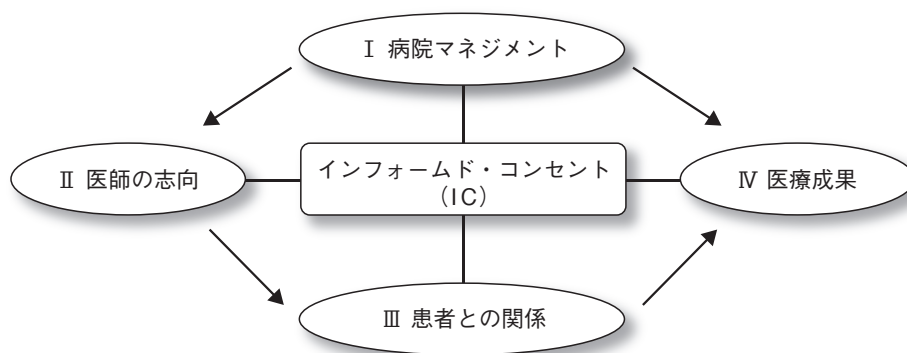 Ⅰ 病院マネジメント
Ⅱ 医師の志向
インフォームド・コンセント
(IC)
Ⅳ 医療成果
Ⅲ 患者との関係